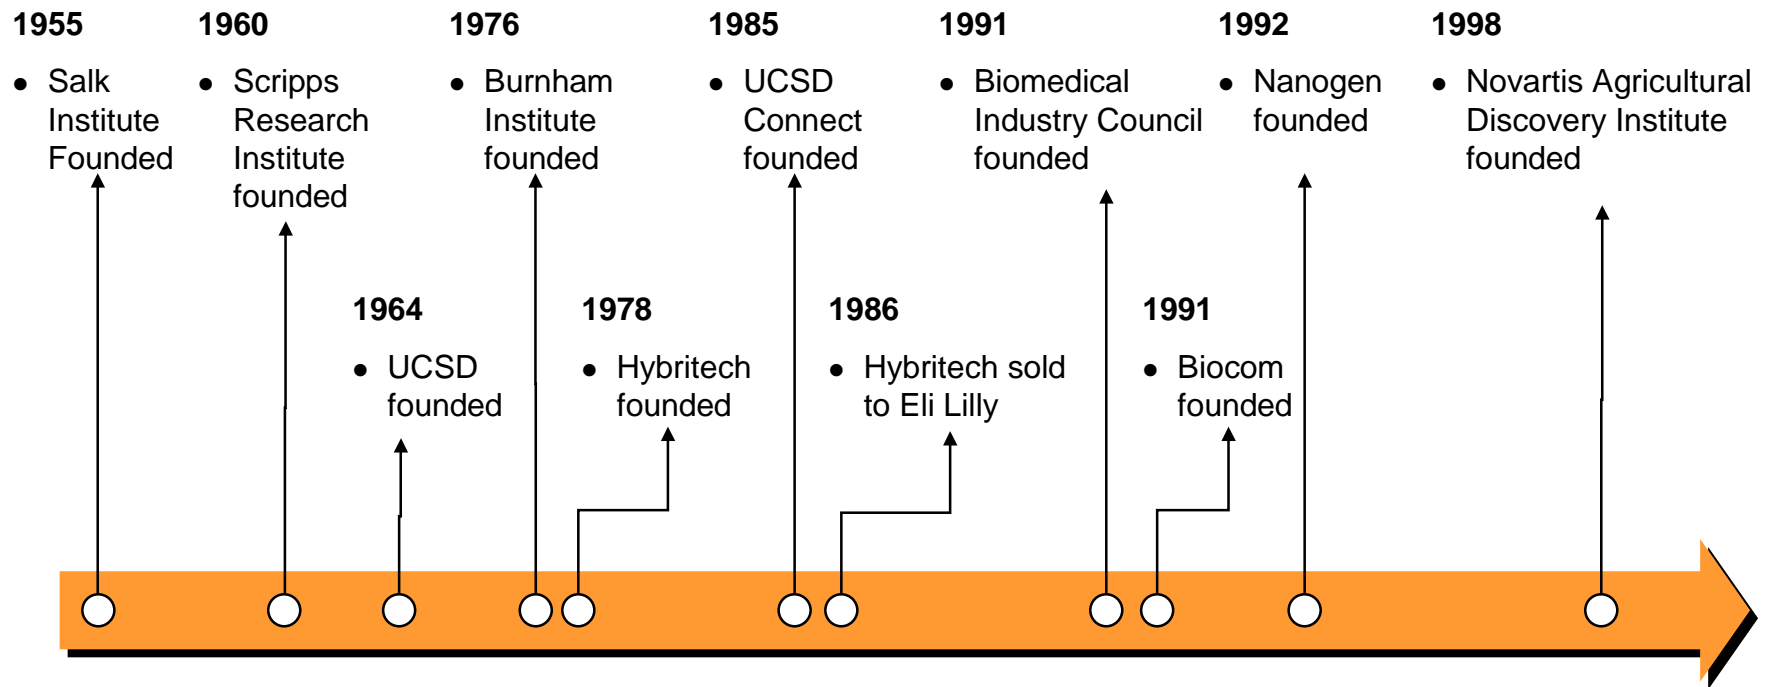 1955
● Salk
Institute
Founded
1960
● Scripps
Research
Institute
founded
1976
● Burnham
Institute
founded
1985
● UCSD
Connect
founded
1991
● Biomedical
Industry Council
founded
1992
● Nanogen
founded
1998
● Novartis Agricultural
Discovery Institute
founded
1964
● UCSD
founded
1978
● Hybritech
founded
1986
● Hybritech sold
to Eli Lilly
1991
● Biocom
founded